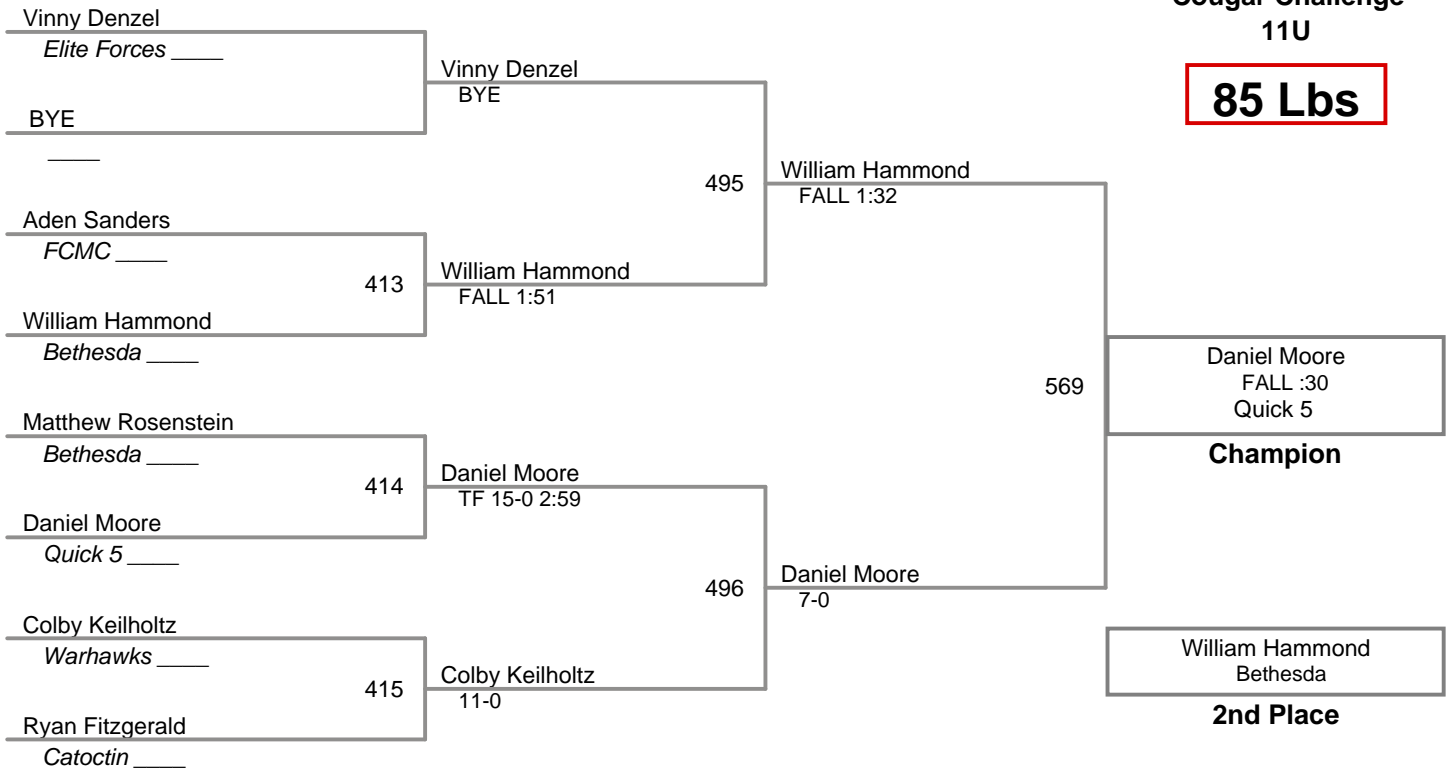 Cougar Challenge
11U
85 Lbs
Vinny Denzel
Elite Forces ____
BYE
____
Aden Sanders
FCMC ____
William Hammond
Bethesda ____
Matthew Rosenstein
Bethesda ____
Daniel Moore
Quick 5 ____
Colby Keilholtz
Warhawks ____
Ryan Fitzgerald
Catoctin ____
413
414
415
Vinny Denzel
BYE
William Hammond
FALL 1:51
Daniel Moore
TF 15-0 2:59
Colby Keilholtz
11-0
495
496
William Hammond
FALL 1:32
Daniel Moore
7-0
569
Daniel Moore
FALL :30
Quick 5
Champion
William Hammond
Bethesda
2nd Place